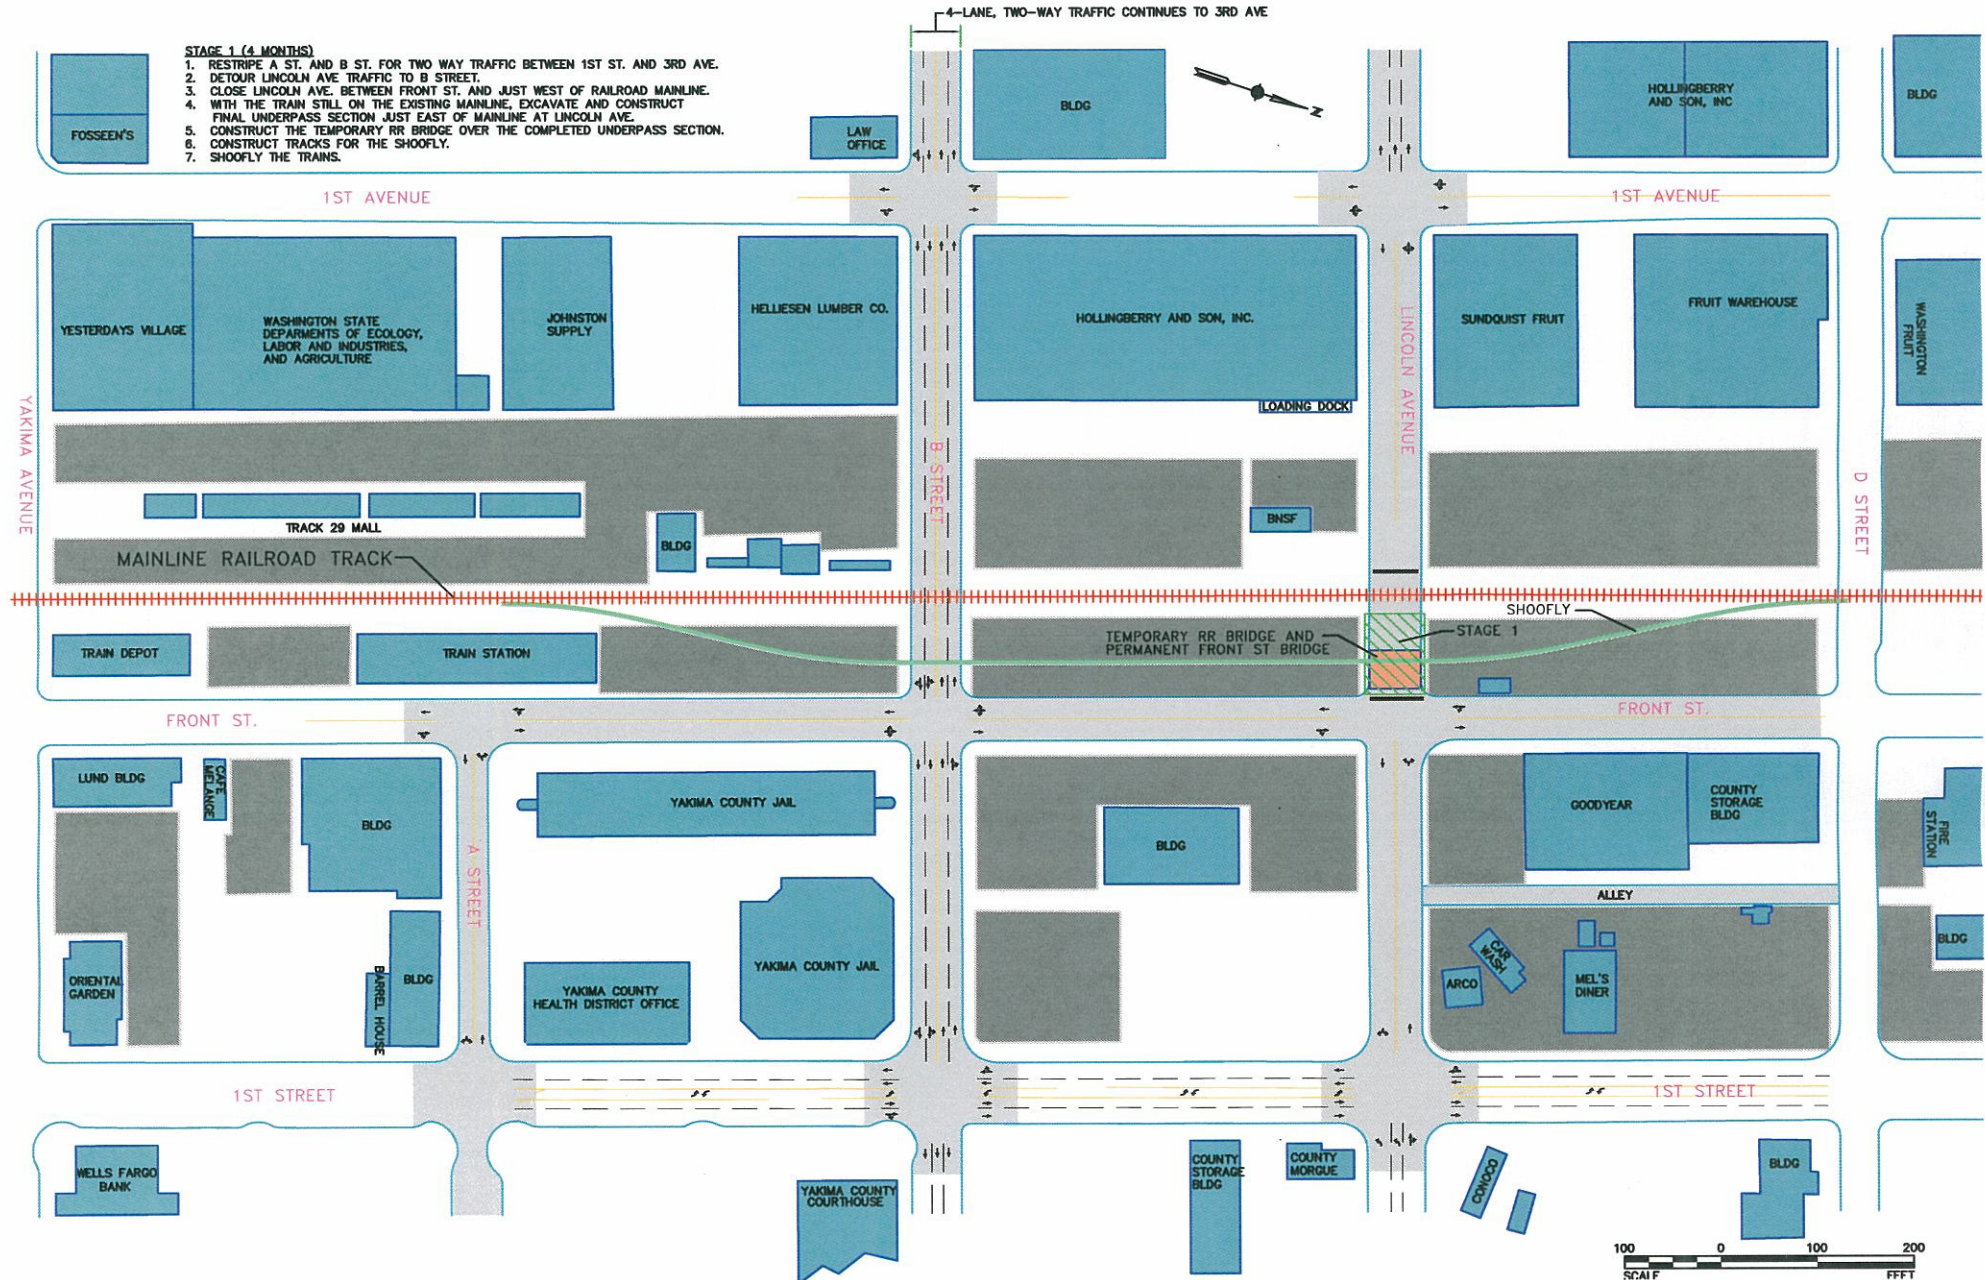 4-LANE, TWO-WAY TRAFFIC CONTINUES TO 3RD AVE
STAGE 1 (4 MONTHS)
1. RESTRIPE A ST. AND B ST. FOR TWO WAY TRAFFIC BETWEEN 1ST ST. AND 3RD AVE.
2. DETOUR LINCOLN AVE TRAFFIC TO B STREET.
3. CLOSE LINCOLN AVE. BETWEEN FRONT ST. AND JUST WEST OF RAILROAD MAINLINE.
4. WITH THE TRAIN STILL ON THE EXISTING MAINLINE, EXCAVATE AND CONSTRUCT
FINAL UNDERPASS SECTION JUST EAST OF MAINLINE AT LINCOLN AVE.
5. CONSTRUCT THE TEMPORARY RR BRIDGE OVER THE COMPLETED UNDERPASS SECTION.
6. CONSTRUCT TRACKS FOR THE SHOOFLY.
7. SHOOFLY THE TRAINS.
FOSSEEN'S
LAW
OFFICE
BLDG
N
HOLLINGBERRY
AND SON, INC
BLDG
1ST AVENUE
1ST AVENUE
YESTERDAYS VILLAGE
WASHINGTON STATE
DEPARMENTS OF ECOLOGY,
LABOR AND INDUSTRIES,
AND AGRICULTURE
JOHNSTON
SUPPLY
HELLIESEN LUMBER CO.
HOLLINGBERRY AND SON, INC.
LOADING DOCK
LINCOLN AVENUE
SUNDQUIST FRUIT
FRUIT WAREHOUSE
WASHINGTON
FRUIT
YAKIMA AVENUE
B STREET
D STREET
TRACK 29 MALL
BLDG
BNSF
MAINLINE RAILROAD TRACK
SHOOFLY
STAGE 1
TEMPORARY RR BRIDGE AND
PERMANENT FRONT ST BRIDGE
TRAIN DEPOT
TRAIN STATION
FRONT ST.
FRONT ST.
LUND BLDG
CAFE
MELANGE
BLDG
A STREET
YAKIMA COUNTY JAIL
BLDG
GOODYEAR
COUNTY
STORAGE
BLDG
FIRE
STATION
ALLEY
ORIENTAL
GARDEN
BARREL HOUSE
BLDG
YAKIMA COUNTY
HEALTH DISTRICT OFFICE
YAKIMA COUNTY JAIL
CAR
WASH
ARCO
MEL'S
DINER
BLDG
1ST STREET
1ST STREET
WELLS FARGO
BANK
YAKIMA COUNTY
COURTHOUSE
COUNTY
STORAGE
BLDG
COUNTY
MORGUE
CONOCO
BLDG
100 0 100 200
SCALE FEET